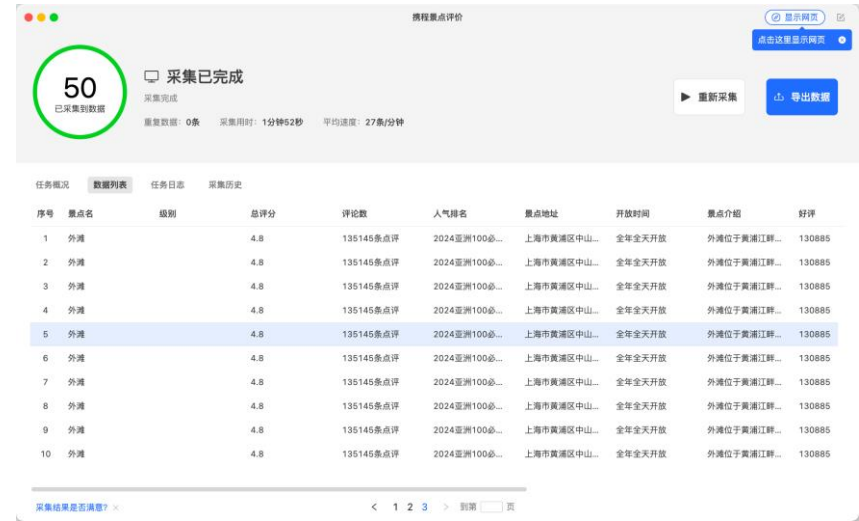 携程景点评价
显示网页
点击这里显示网页
50
已采集到数据
采集已完成
采集完成
重复数据: 0条 采集用时: 1分钟52秒 平均速度: 27条/分钟
重新采集
导出数据
任务概况 数据列表 任务日志 采集历史
序号 景点名 级别 总评分 评论数 人气排名 景点地址 开放时间 景点介绍 好评
1 外滩 4.8 135145条点评 2024亚洲100必... 上海市黄浦区中山... 全年全天开放 外滩位于黄浦江畔... 130885
2 外滩 4.8 135145条点评 2024亚洲100必... 上海市黄浦区中山... 全年全天开放 外滩位于黄浦江畔... 130885
3 外滩 4.8 135145条点评 2024亚洲100必... 上海市黄浦区中山... 全年全天开放 外滩位于黄浦江畔... 130885
4 外滩 4.8 135145条点评 2024亚洲100必... 上海市黄浦区中山... 全年全天开放 外滩位于黄浦江畔... 130885
5 外滩 4.8 135145条点评 2024亚洲100必... 上海市黄浦区中山... 全年全天开放 外滩位于黄浦江畔... 130885
6 外滩 4.8 135145条点评 2024亚洲100必... 上海市黄浦区中山... 全年全天开放 外滩位于黄浦江畔... 130885
7 外滩 4.8 135145条点评 2024亚洲100必... 上海市黄浦区中山... 全年全天开放 外滩位于黄浦江畔... 130885
8 外滩 4.8 135145条点评 2024亚洲100必... 上海市黄浦区中山... 全年全天开放 外滩位于黄浦江畔... 130885
9 外滩 4.8 135145条点评 2024亚洲100必... 上海市黄浦区中山... 全年全天开放 外滩位于黄浦江畔... 130885
10 外滩 4.8 135145条点评 2024亚洲100必... 上海市黄浦区中山... 全年全天开放 外滩位于黄浦江畔... 130885
采集结果是否满意? × < 1 2 3 > 到第 页